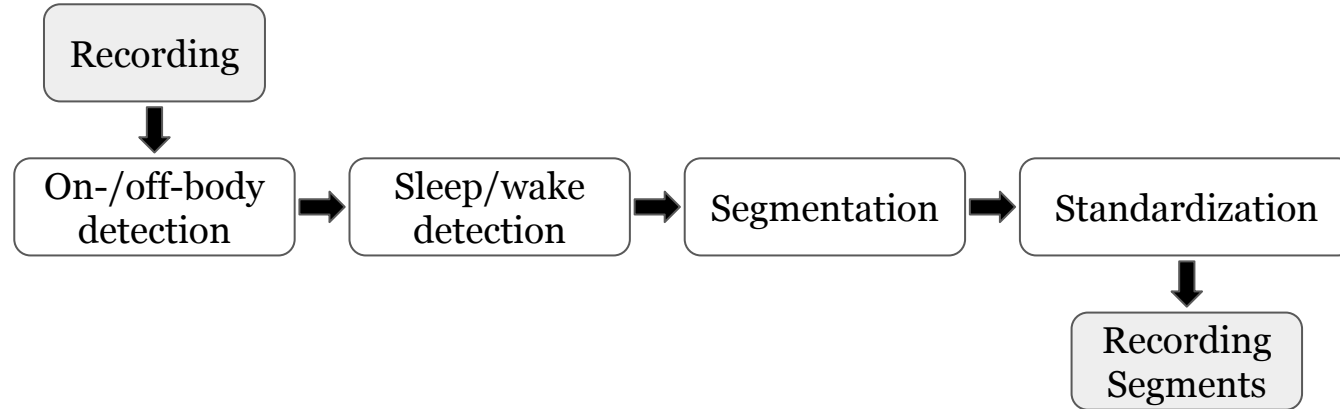 Recording
On-/off-body
detection
Sleep/wake
detection
Segmentation
Standardization
Recording
Segments